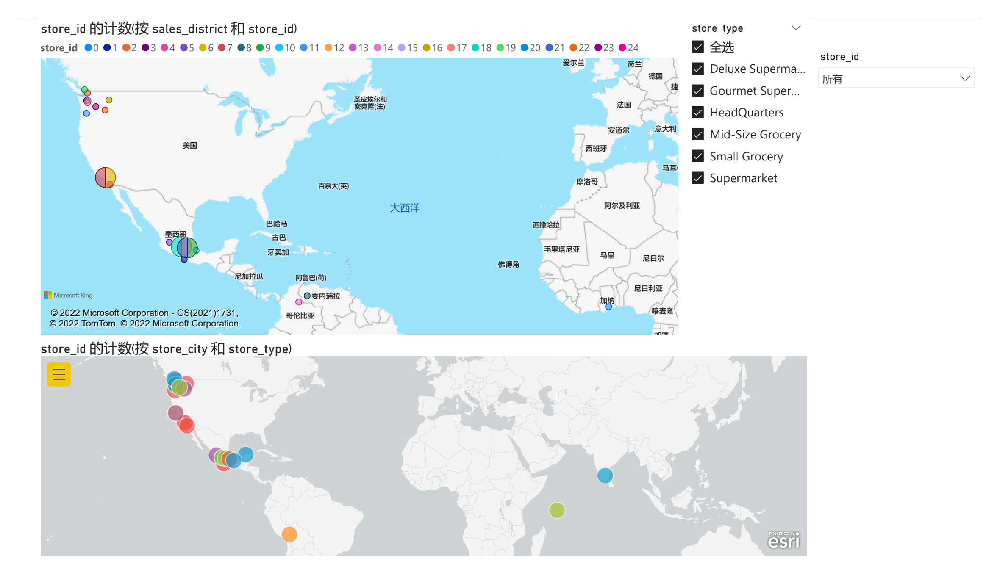 store_id 的计数(按 sales_district 和 store_id)
store_id 0 1 2 3 4 5 6 7 8 9 10 11 12 13 14 15 16 17 18 19 20 21 22 23 24
爱尔兰
荷兰
德国
捷
圣皮埃尔和
密克隆(法)
法国
安道尔
意大利
美国
西班牙
马耳
百慕大(英)
摩洛哥
大西洋
阿尔及利亚
巴哈马
西撒哈拉
墨西哥
古巴
牙买加
毛里塔尼亚
马里
尼日尔
佛得角
尼加拉瓜
阿鲁巴(荷)
委内瑞拉
尼日利亚
加纳
哥伦比亚
喀麦隆
Microsoft Bing
© 2022 Microsoft Corporation - GS(2021)1731,
© 2022 TomTom, © 2022 Microsoft Corporation
store_type
全选
Deluxe Superma...
Gourmet Super...
HeadQuarters
Mid-Size Grocery
Small Grocery
Supermarket
store_id
所有
store_id 的计数(按 store_city 和 store_type)
POWERED BY
esri